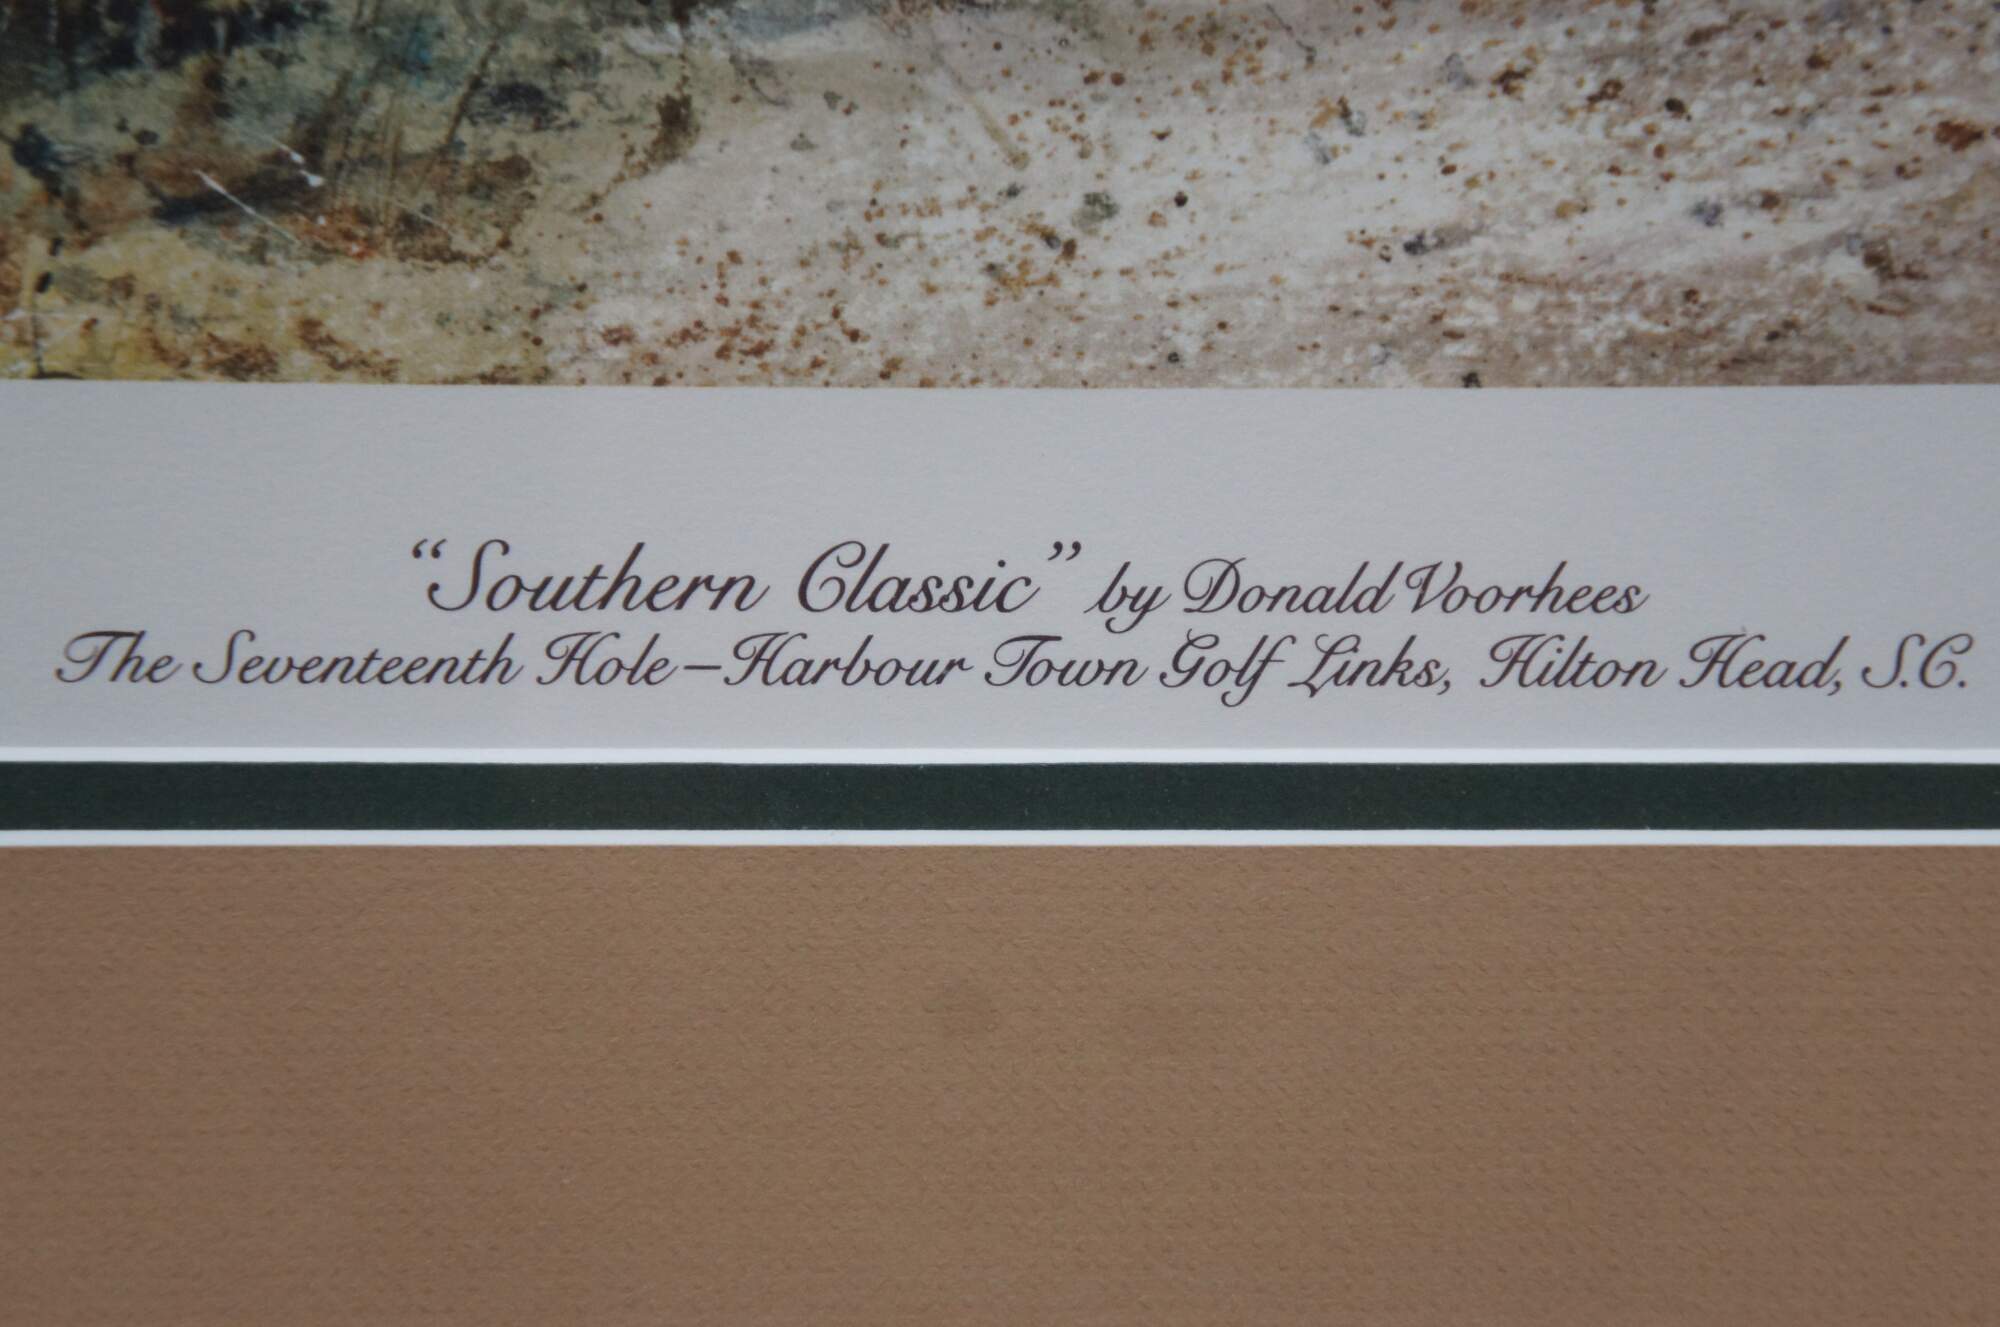 “Southern Classic” by Donald Voorhees
The Seventeenth Hole–Harbour Town Golf Links, Hilton Head, S.C.